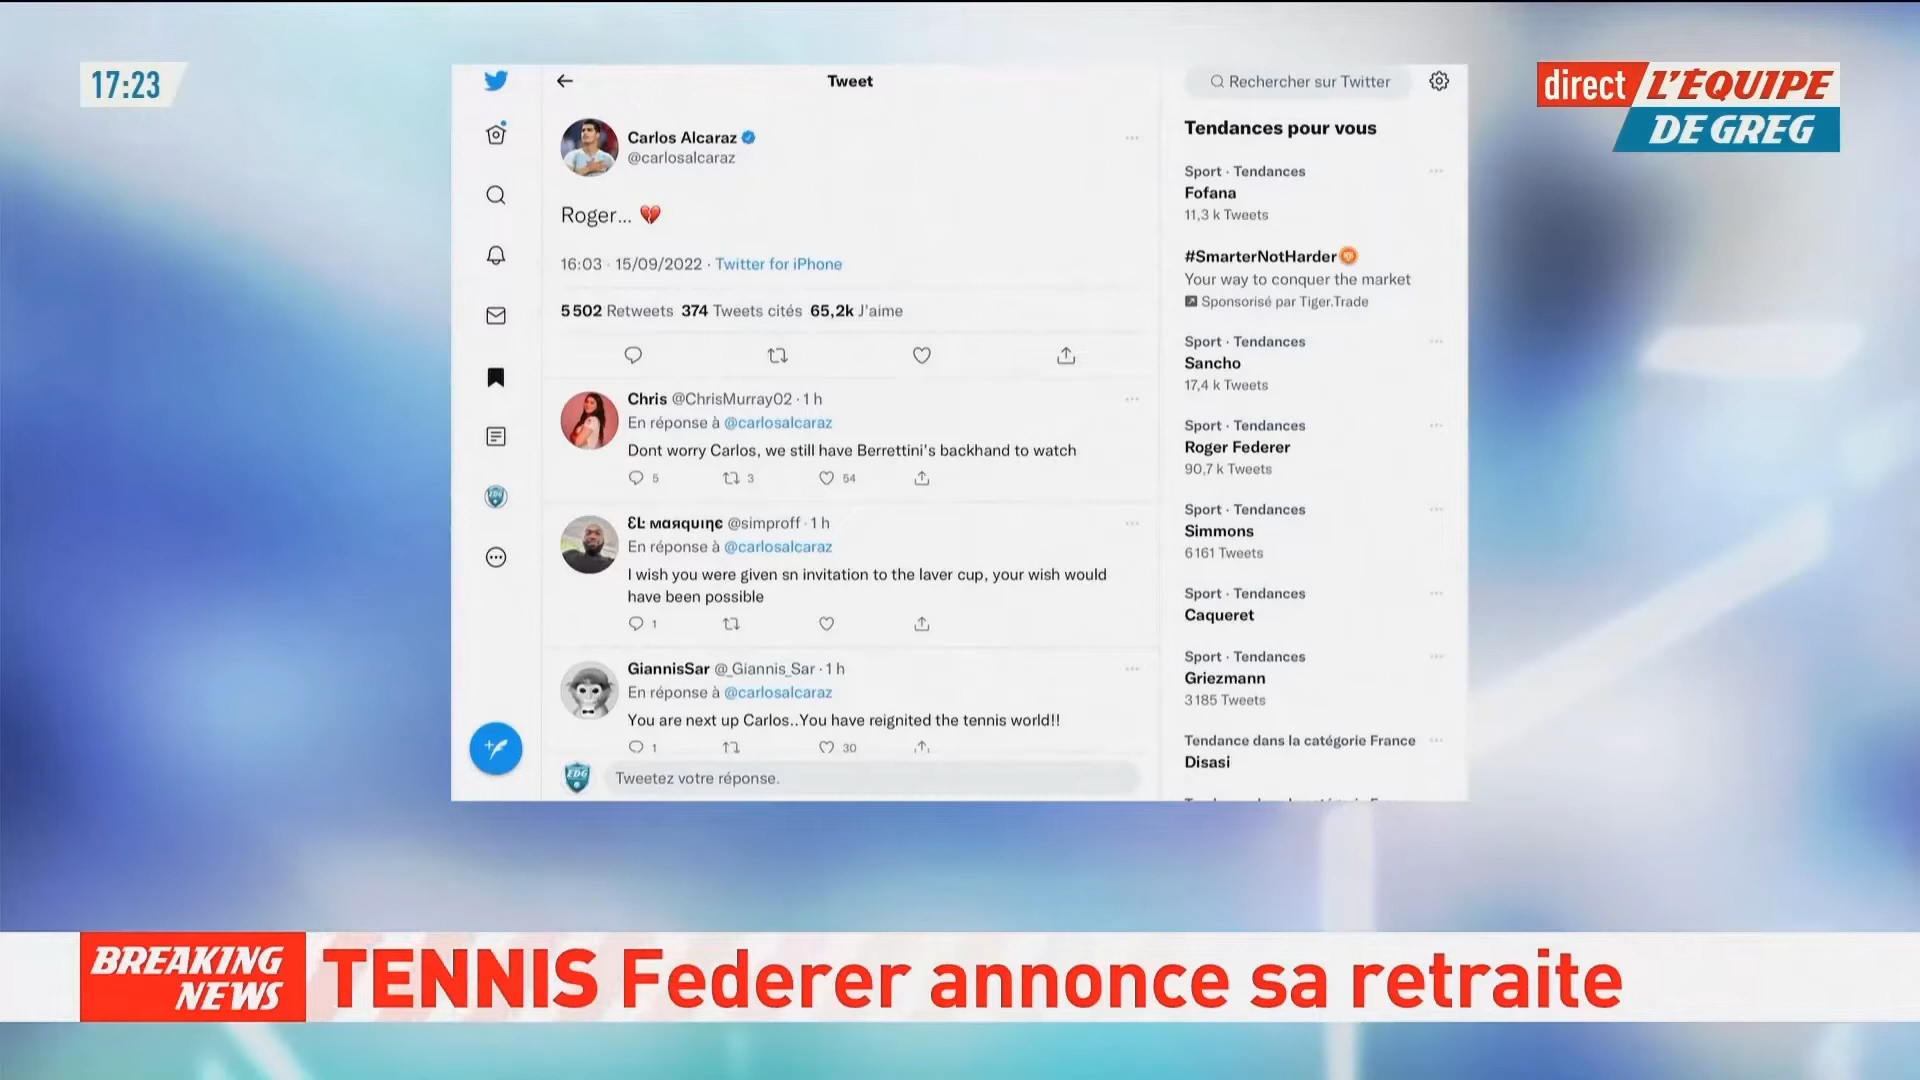 17:23
direct L'ÉQUIPE
DE GREG
Tweet
Carlos Alcaraz
@carlosalcaraz
Roger... 💔
16:03 · 15/09/2022 · Twitter for iPhone
5 502 Retweets 374 Tweets cités 65,2k J'aime
Chris @ChrisMurray02 · 1 h
En réponse à @carlosalcaraz
Dont worry Carlos, we still have Berrettini's backhand to watch
5 3 54
ƐŁ мαяquιηє @simproff · 1 h
En réponse à @carlosalcaraz
I wish you were given sn invitation to the laver cup, your wish would
have been possible
1
GiannisSar @_Giannis_Sar · 1 h
En réponse à @carlosalcaraz
You are next up Carlos..You have reignited the tennis world!!
1 30
EDG
Tweetez votre réponse.
Rechercher sur Twitter
Tendances pour vous
Sport · Tendances
Fofana
11,3 k Tweets
#SmarterNotHarder
Your way to conquer the market
Sponsorisé par Tiger.Trade
Sport · Tendances
Sancho
17,4 k Tweets
Sport · Tendances
Roger Federer
90,7 k Tweets
Sport · Tendances
Simmons
6 161 Tweets
Sport · Tendances
Caqueret
Sport · Tendances
Griezmann
3 185 Tweets
Tendance dans la catégorie France
Disasi
BREAKING
NEWS
TENNIS Federer annonce sa retraite